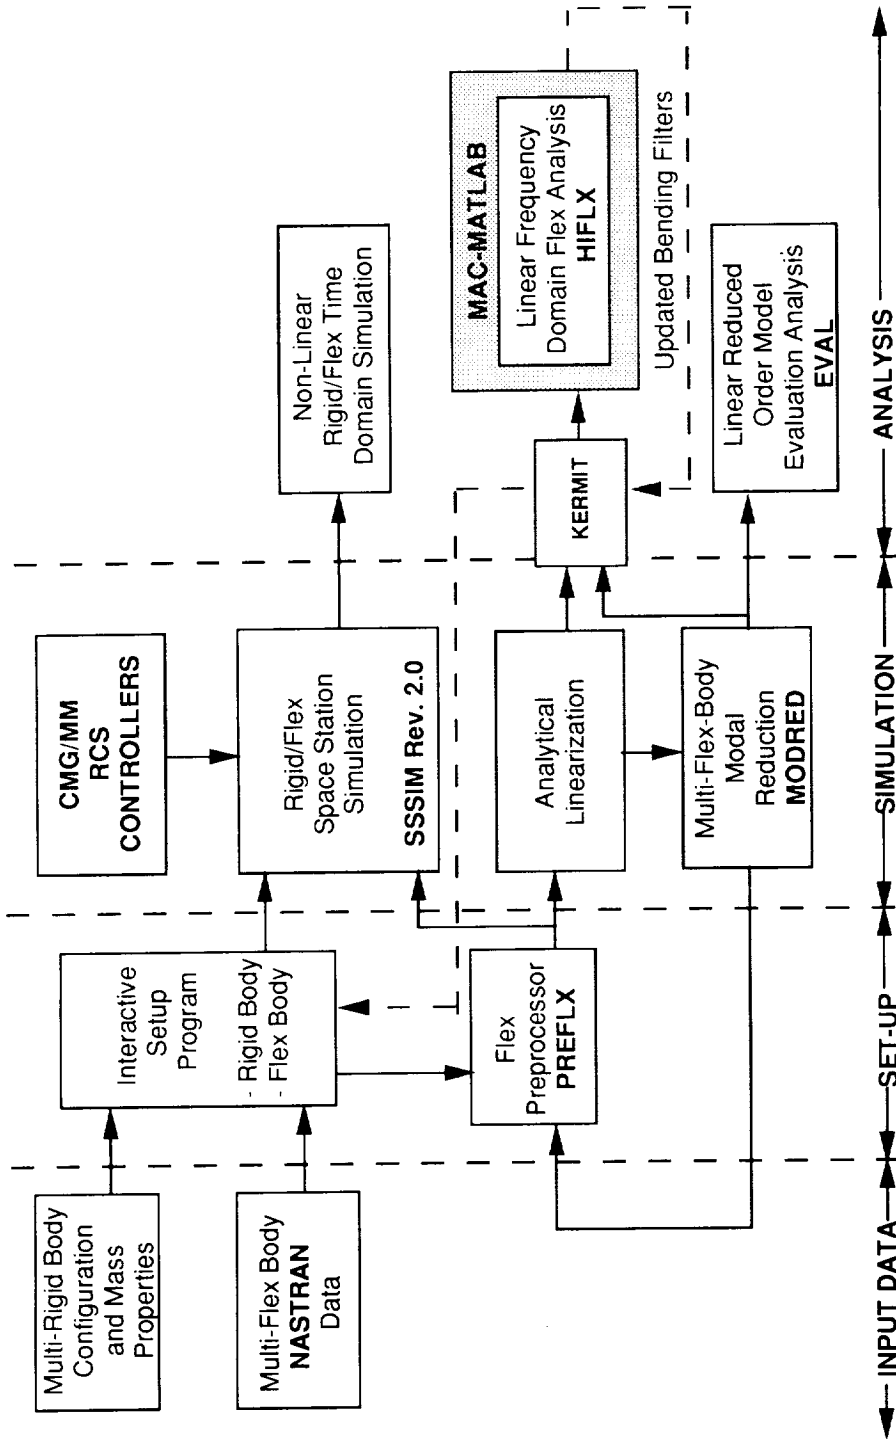 Multi-Rigid Body
Configuration
and Mass
Properties
Multi-Flex Body
NASTRAN
Data
Interactive
Setup
Program
- Rigid Body
- Flex Body
Flex
Preprocessor
PREFLX
CMG/MM
RCS
CONTROLLERS
Rigid/Flex
Space Station
Simulation
SSSIM Rev. 2.0
Analytical
Linearization
Multi-Flex-Body
Modal
Reduction
MODRED
Non-Linear
Rigid/Flex Time
Domain Simulation
KERMIT
MAC-MATLAB
Linear Frequency
Domain Flex Analysis
HIFLX
Updated Bending Filters
Linear Reduced
Order Model
Evaluation Analysis
EVAL
INPUT DATA
SET-UP
SIMULATION
ANALYSIS